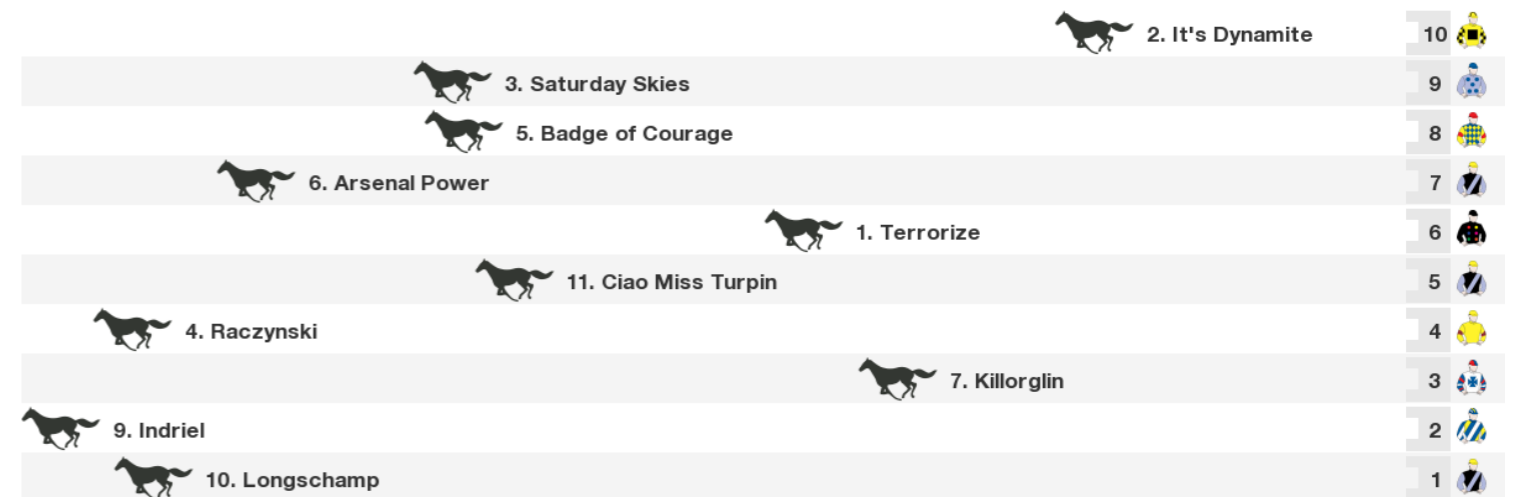 2. It's Dynamite 10
3. Saturday Skies 9
5. Badge of Courage 8
6. Arsenal Power 7
1. Terrorize 6
11. Ciao Miss Turpin 5
4. Raczynski 4
7. Killorglin 3
9. Indriel 2
10. Longschamp 1